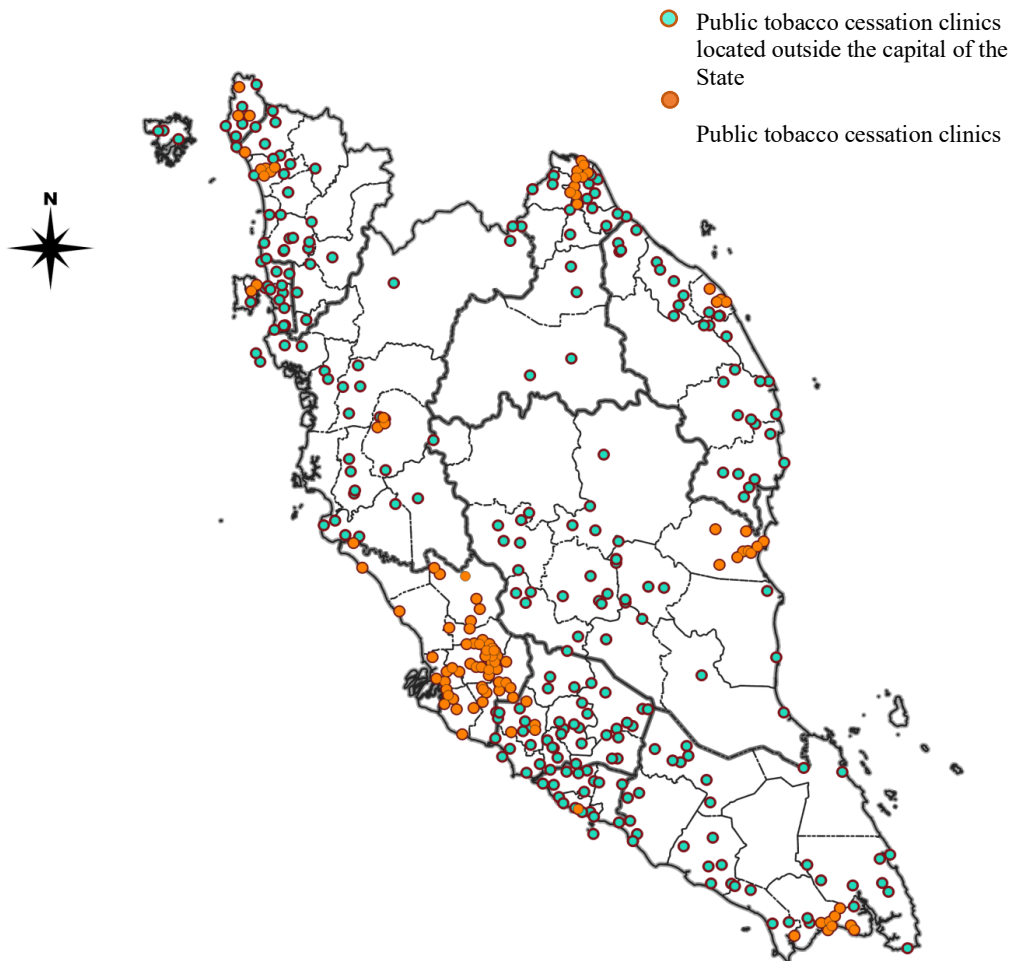 Public tobacco cessation clinics
located outside the capital of the
State
Public tobacco cessation clinics
N